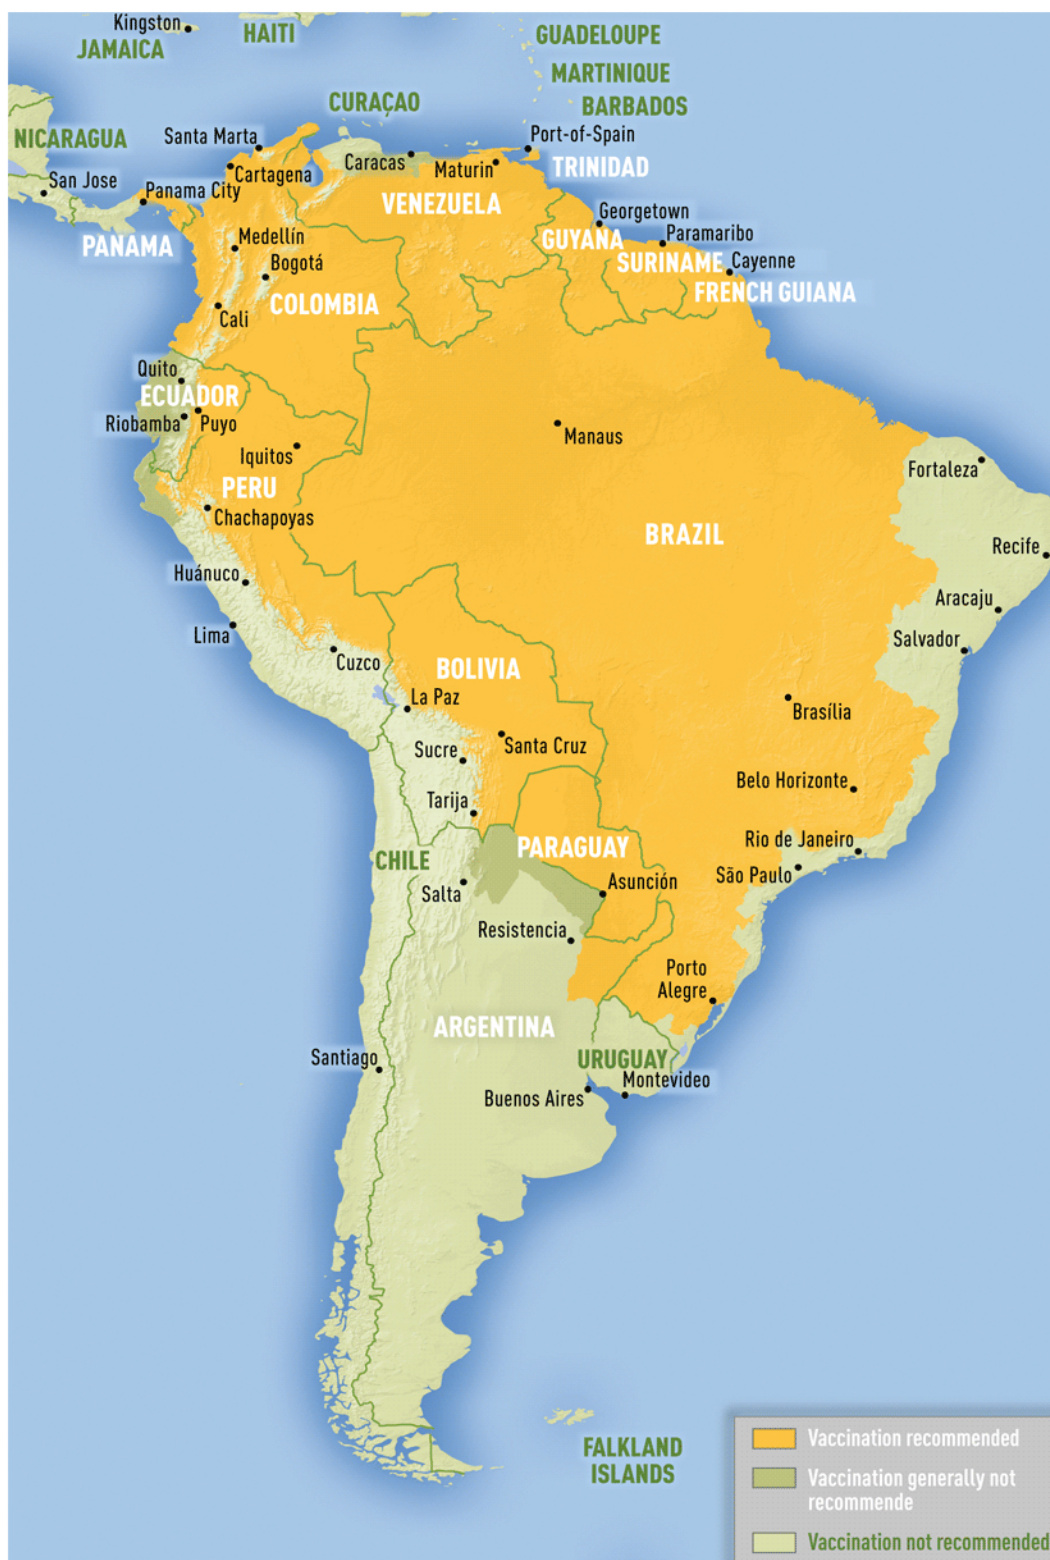 Kingston
JAMAICA
HAITI
GUADELOUPE
MARTINIQUE
BARBADOS
CURAÇAO
NICARAGUA
Santa Marta
Port-of-Spain
Caracas
Maturin
TRINIDAD
San Jose
Cartagena
Panama City
VENEZUELA
Georgetown
PANAMA
Medellín
GUYANA
Paramaribo
Bogotá
SURINAME
Cayenne
COLOMBIA
FRENCH GUIANA
Cali
Quito
ECUADOR
Riobamba
Puyo
Manaus
Iquitos
Fortaleza
PERU
Chachapoyas
BRAZIL
Recife
Huánuco
Aracaju
Lima
Salvador
Cuzco
BOLIVIA
La Paz
Brasília
Sucre
Santa Cruz
Belo Horizonte
Tarija
Rio de Janeiro
PARAGUAY
CHILE
São Paulo
Asunción
Salta
Resistencia
Porto
Alegre
ARGENTINA
Santiago
URUGUAY
Montevideo
Buenos Aires
FALKLAND
ISLANDS
Vaccination recommended
Vaccination generally not
recommende
Vaccination not recommended